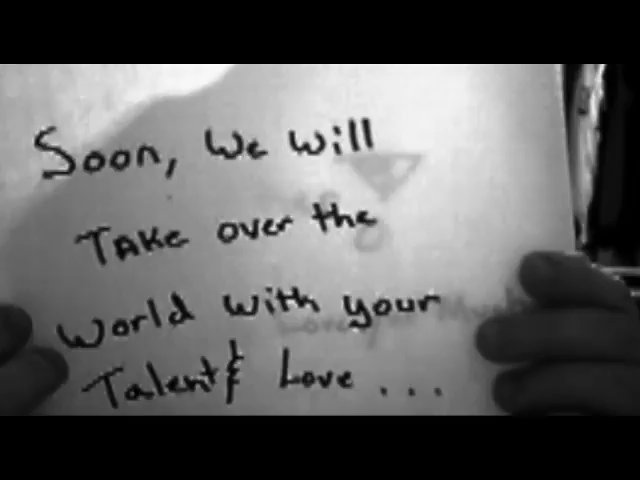 Soon, We Will
Take over the
World with your
Talent & Love ...